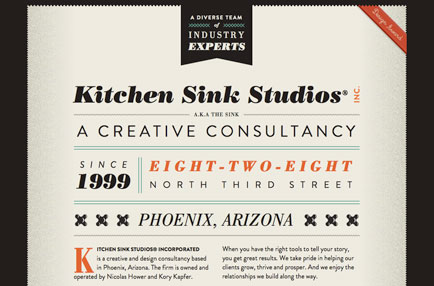 A DIVERSE TEAM
of
INDUSTRY
EXPERTS
Design Award
Kitchen Sink Studios® INC.
A.K.A THE SINK
A CREATIVE CONSULTANCY
SINCE
1999
EIGHT-TWO-EIGHT
NORTH THIRD STREET
PHOENIX, ARIZONA
KITCHEN SINK STUDIOS® INCORPORATED
is a creative and design consultancy based
in Phoenix, Arizona. The firm is owned and
operated by Nicolas Hower and Kory Kapfer.
When you have the right tools to tell your story,
you get great results. We take pride in helping our
clients grow, thrive and prosper. And we enjoy the
relationships we build along the way.